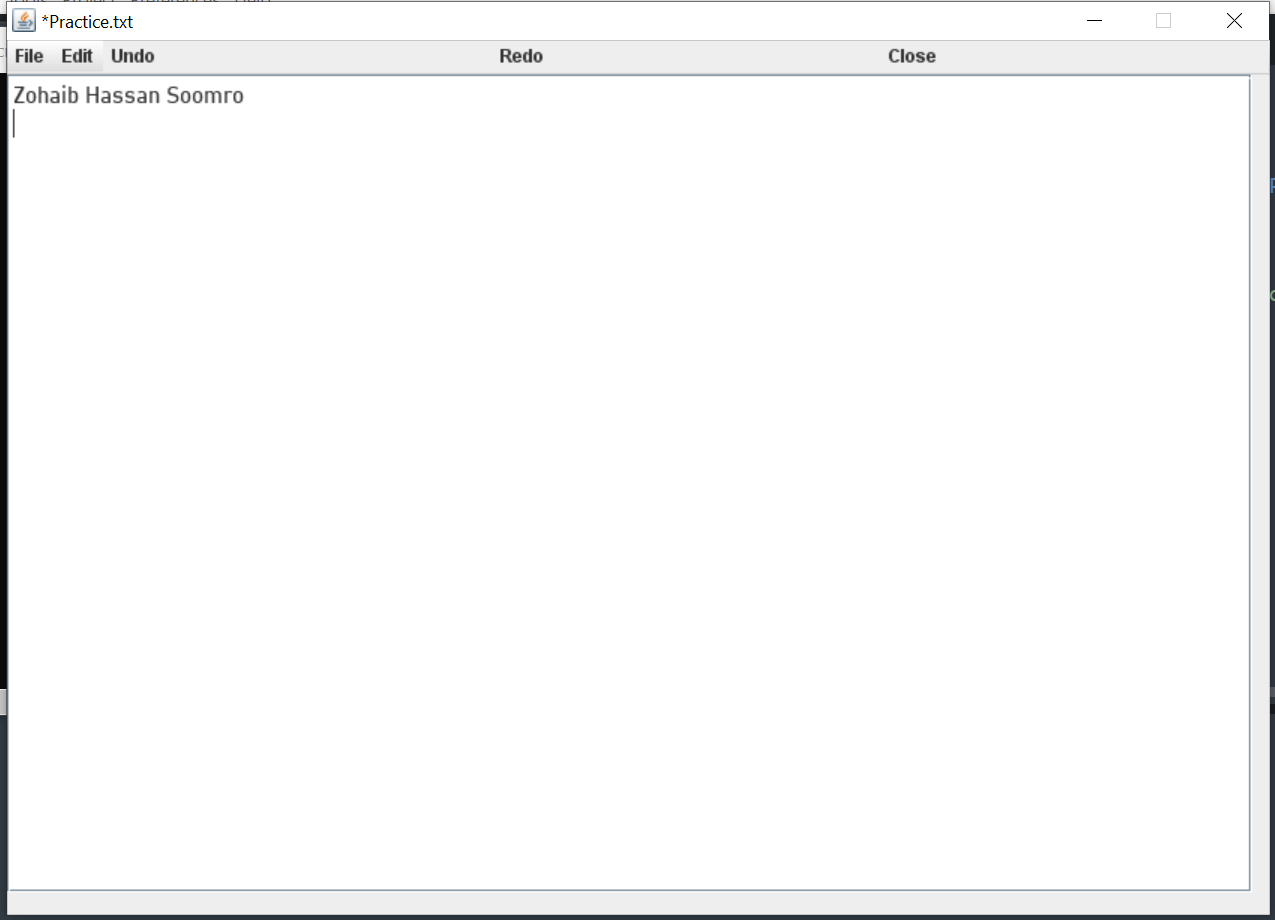 *Practice.txt
File Edit Undo Redo Close
Zohaib Hassan Soomro